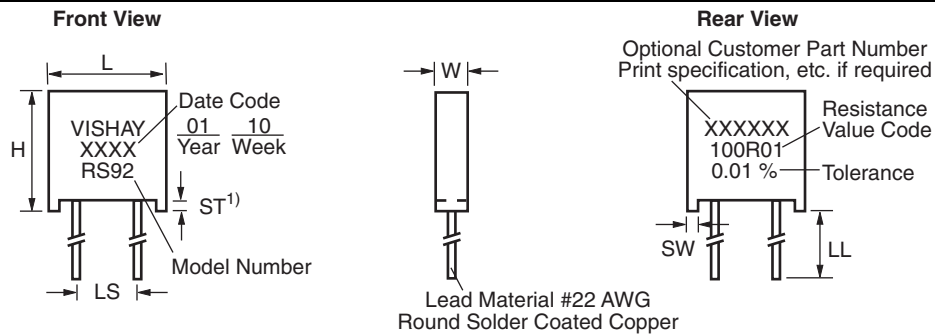 Front View
L
H
VISHAY
XXXX
RS92
Date Code
01 10
Year Week
ST1)
Model Number
LS
W
Lead Material #22 AWG
Round Solder Coated Copper
Rear View
Optional Customer Part Number
Print specification, etc. if required
XXXXXX
100R01
0.01 %
Resistance
Value Code
Tolerance
SW
LL